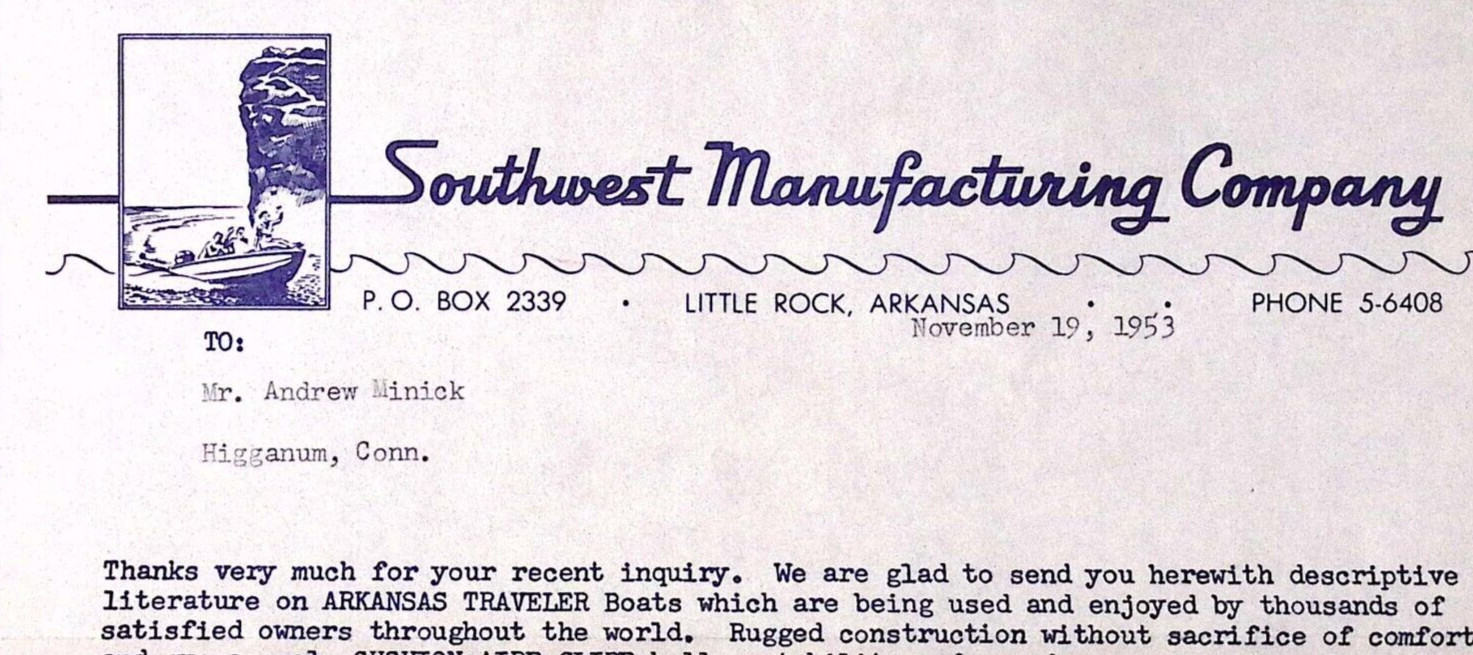 Southwest Manufacturing Company
P. O. BOX 2339 • LITTLE ROCK, ARKANSAS • • PHONE 5-6408
November 19, 1953
TO:
Mr. Andrew Minick
Higganum, Conn.
Thanks very much for your recent inquiry. We are glad to send you herewith descriptive
literature on ARKANSAS TRAVELER Boats which are being used and enjoyed by thousands of
satisfied owners throughout the world. Rugged construction without sacrifice of comfort